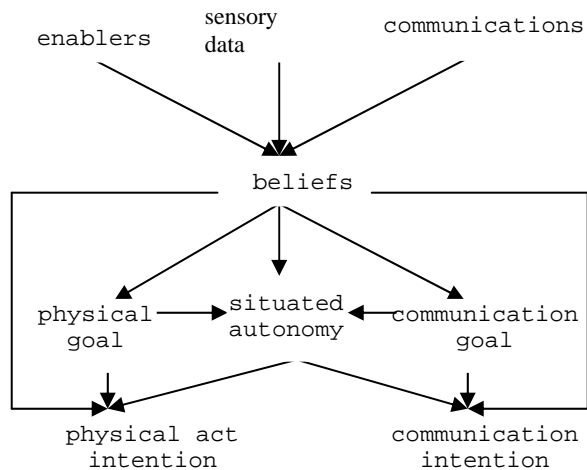 enablers
sensory
data
communications
beliefs
physical
goal
situated
autonomy
communication
goal
physical act
intention
communication
intention